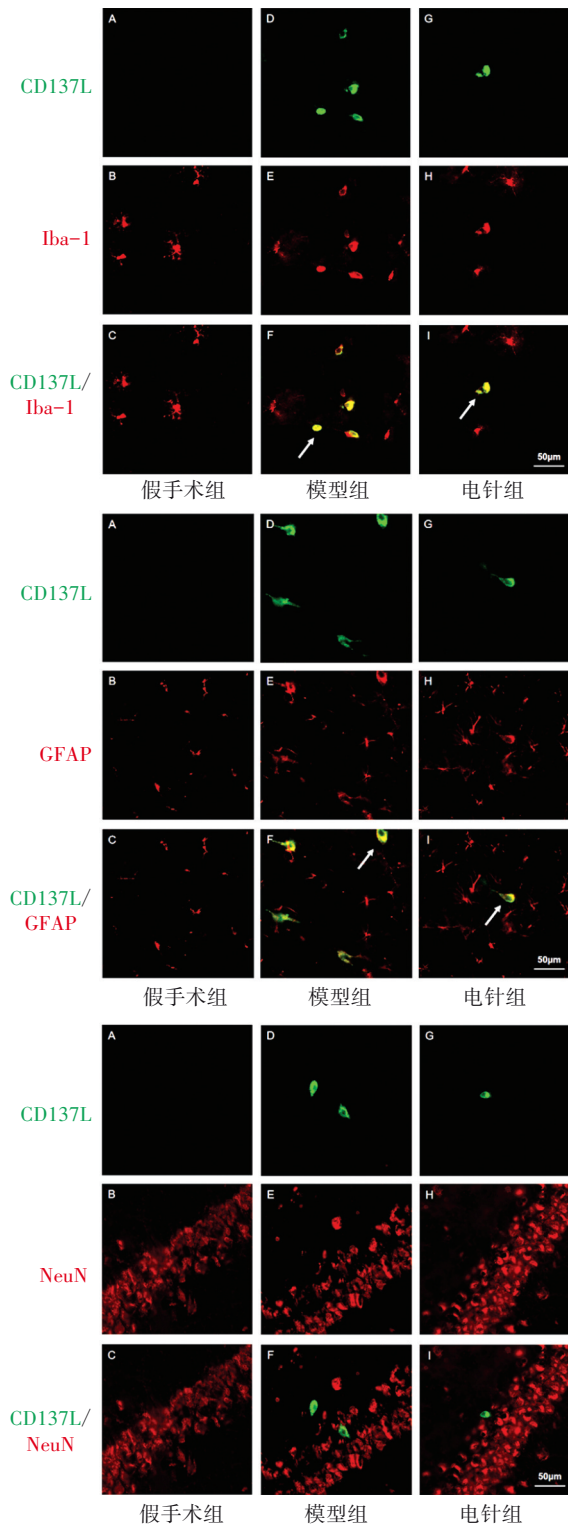 A D G
CD137L
B E H
Iba-1
C F I
CD137L/
Iba-1
50μm
假手术组 模型组 电针组
A D G
CD137L
B E H
GFAP
C F I
CD137L/
GFAP
50μm
假手术组 模型组 电针组
A D G
CD137L
B E H
NeuN
C F I
CD137L/
NeuN
50μm
假手术组 模型组 电针组